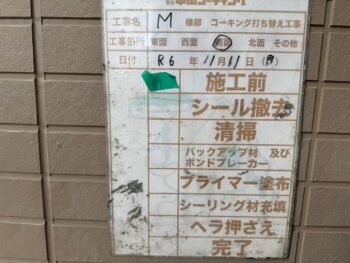 工事名 M 様邸 コーキング打ち替え工事
工事箇所 東面 西面 南面 北面 その他
日付 R6年11月11日(月)
施工前
シール撤去
清掃
バックアップ材 及び
ボンドブレーカー
プライマー塗布
シーリング材充填
ヘラ押さえ
完了